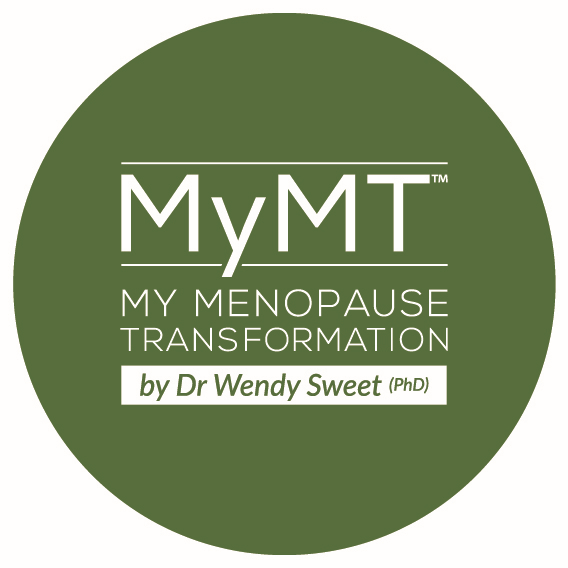 MyMT™
MY MENOPAUSE
TRANSFORMATION
by Dr Wendy Sweet (PhD)